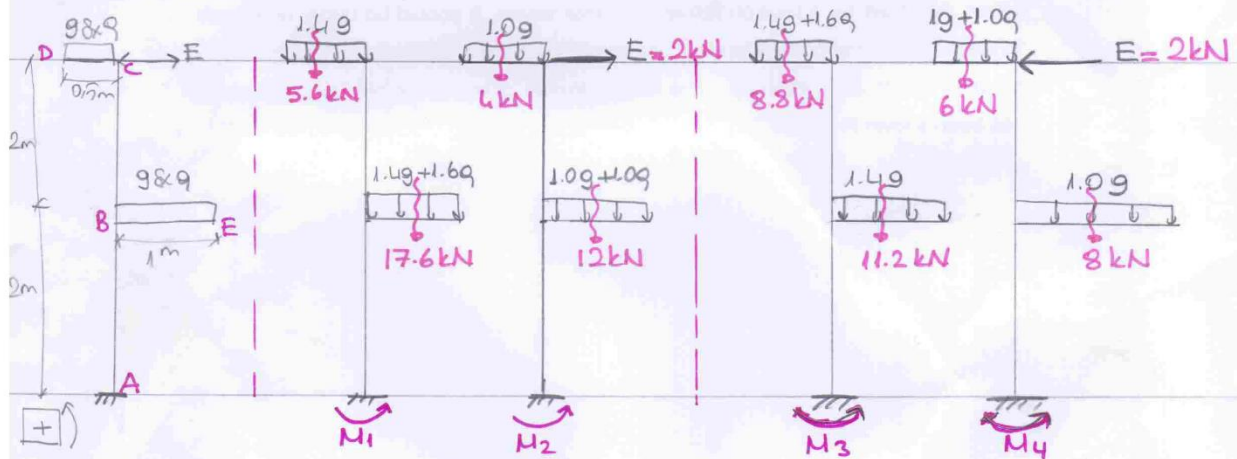 g&q
D
C
E
0,5m
2m
g&q
B
E
1m
2m
A
+
1.4g
5.6kN
1.4g+1.6q
17.6kN
M1
1.0g
4kN
E=2kN
1.0g+1.0q
12kN
M2
1.4g+1.6q
8.8kN
1.4g
11.2kN
M3
1g+1.0q
6kN
E=2kN
1.0g
8kN
M4